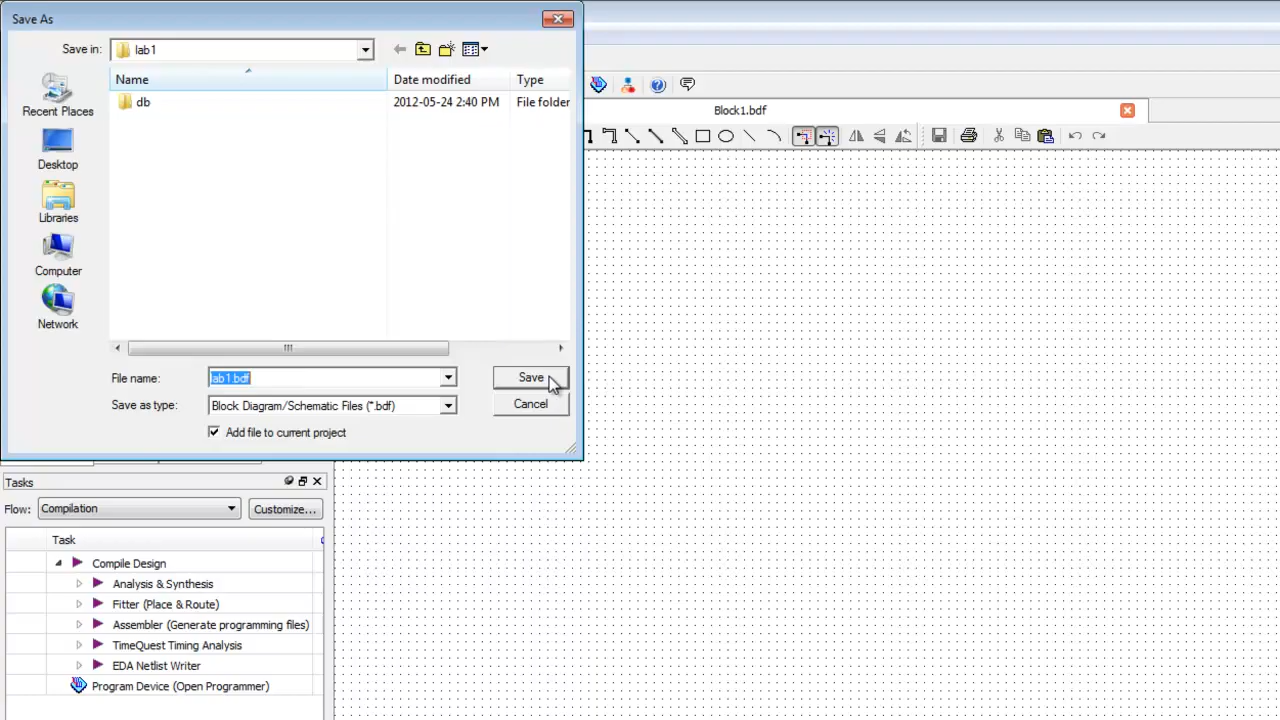 Save As
Save in: lab1
Name Date modified Type
Recent Places
db 2012-05-24 2:40 PM File folder
Desktop
Libraries
Computer
Network
File name: lab1.bdf Save
Save as type: Block Diagram/Schematic Files (*.bdf) Cancel
Add file to current project
Block1.bdf
Tasks
Flow: Compilation Customize...
Task
Compile Design
Analysis & Synthesis
Fitter (Place & Route)
Assembler (Generate programming files)
TimeQuest Timing Analysis
EDA Netlist Writer
Program Device (Open Programmer)